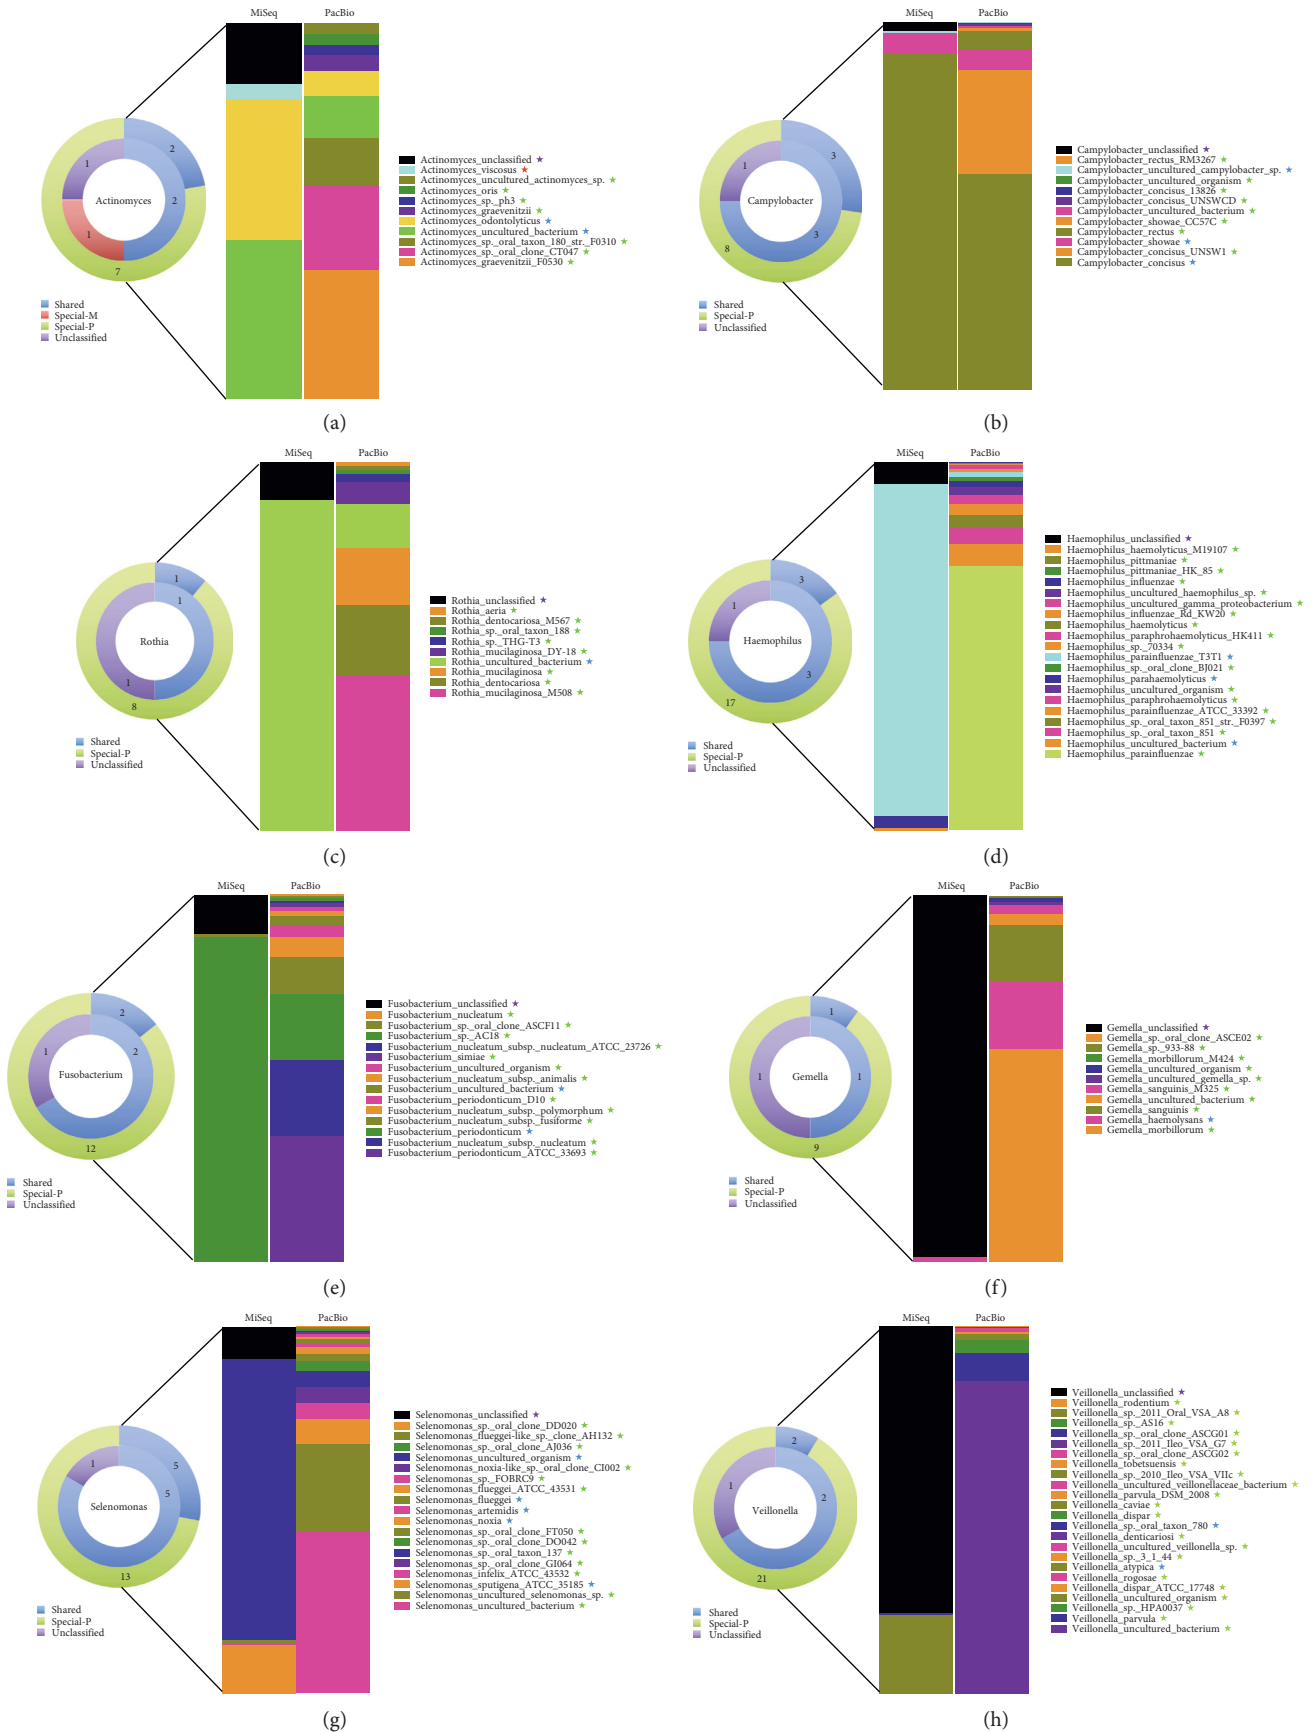 MiSeq PacBio
2
1
Actinomyces
2
1
7
Shared
Special-M
Special-P
Unclassified
Actinomyces_unclassified ★
Actinomyces_viscosus ★
Actinomyces_uncultured_actinomyces_sp. ★
Actinomyces_oris ★
Actinomyces_sp._ph3 ★
Actinomyces_graevenitzii ★
Actinomyces_odontolyticus ★
Actinomyces_uncultured_bacterium ★
Actinomyces_sp._oral_taxon_180_str._F0310 ★
Actinomyces_sp._oral_clone_CT047 ★
Actinomyces_graevenitzii_F0530 ★
(a)
MiSeq PacBio
3
1
Campylobacter
8
3
Shared
Special-P
Unclassified
Campylobacter_unclassified ★
Campylobacter_rectus_RM3267 ★
Campylobacter_uncultured_campylobacter_sp. ★
Campylobacter_uncultured_organism ★
Campylobacter_concisus_13826 ★
Campylobacter_concisus_UNSWCD ★
Campylobacter_uncultured_bacterium ★
Campylobacter_showae_CC57C ★
Campylobacter_rectus ★
Campylobacter_showae ★
Campylobacter_concisus_UNSW1 ★
Campylobacter_concisus ★
(b)
MiSeq PacBio
1
1
Rothia
1
8
Shared
Special-P
Unclassified
Rothia_unclassified ★
Rothia_aeria ★
Rothia_dentocariosa_M567 ★
Rothia_sp._oral_taxon_188 ★
Rothia_sp._THG-T3 ★
Rothia_mucilaginosa_DY-18 ★
Rothia_uncultured_bacterium ★
Rothia_mucilaginosa ★
Rothia_dentocariosa ★
Rothia_mucilaginosa_M508 ★
(c)
MiSeq PacBio
3
1
Haemophilus
3
17
Shared
Special-P
Unclassified
Haemophilus_unclassified ★
Haemophilus_haemolyticus_M19107 ★
Haemophilus_pittmaniae ★
Haemophilus_pittmaniae_HK_85 ★
Haemophilus_influenzae ★
Haemophilus_uncultured_haemophilus_sp. ★
Haemophilus_uncultured_gamma_proteobacterium ★
Haemophilus_influenzae_Rd_KW20 ★
Haemophilus_haemolyticus ★
Haemophilus_paraphrohaemolyticus_HK411 ★
Haemophilus_sp._70334 ★
Haemophilus_parainfluenzae_T3T1 ★
Haemophilus_sp._oral_clone_BJ021 ★
Haemophilus_parahaemolyticus ★
Haemophilus_uncultured_organism ★
Haemophilus_paraphrohaemolyticus ★
Haemophilus_parainfluenzae_ATCC_33392 ★
Haemophilus_sp._oral_taxon_851_str._F0397 ★
Haemophilus_sp._oral_taxon_851 ★
Haemophilus_uncultured_bacterium ★
Haemophilus_parainfluenzae ★
(d)
MiSeq PacBio
2
1
2
Fusobacterium
12
Shared
Special-P
Unclassified
Fusobacterium_unclassified ★
Fusobacterium_nucleatum ★
Fusobacterium_sp._oral_clone_ASCF11 ★
Fusobacterium_sp._AC18 ★
Fusobacterium_nucleatum_subsp._nucleatum_ATCC_23726 ★
Fusobacterium_simiae ★
Fusobacterium_uncultured_organism ★
Fusobacterium_nucleatum_subsp._animalis ★
Fusobacterium_uncultured_bacterium ★
Fusobacterium_periodonticum_D10 ★
Fusobacterium_nucleatum_subsp._polymorphum ★
Fusobacterium_nucleatum_subsp._fusiforme ★
Fusobacterium_periodonticum ★
Fusobacterium_nucleatum_subsp._nucleatum ★
Fusobacterium_periodonticum_ATCC_33693 ★
(e)
MiSeq PacBio
1
1
Gemella
1
9
Shared
Special-P
Unclassified
Gemella_unclassified ★
Gemella_sp._oral_clone_ASCE02 ★
Gemella_sp._933-88 ★
Gemella_morbillorum_M424 ★
Gemella_uncultured_organism ★
Gemella_uncultured_gemella_sp. ★
Gemella_sanguinis_M325 ★
Gemella_uncultured_bacterium ★
Gemella_sanguinis ★
Gemella_haemolysans ★
Gemella_morbillorum ★
(f)
MiSeq PacBio
1
5
5
Selenomonas
13
Shared
Special-P
Unclassified
Selenomonas_unclassified ★
Selenomonas_sp._oral_clone_DD020 ★
Selenomonas_flueggei-like_sp._clone_AH132 ★
Selenomonas_sp._oral_clone_AJ036 ★
Selenomonas_uncultured_organism ★
Selenomonas_noxia-like_sp._oral_clone_CI002 ★
Selenomonas_sp._FOBRC9 ★
Selenomonas_flueggei_ATCC_43531 ★
Selenomonas_flueggei ★
Selenomonas_artemidis ★
Selenomonas_noxia ★
Selenomonas_sp._oral_clone_FT050 ★
Selenomonas_sp._oral_clone_DO042 ★
Selenomonas_sp._oral_taxon_137 ★
Selenomonas_sp._oral_clone_GI064 ★
Selenomonas_infelix_ATCC_43532 ★
Selenomonas_sputigena_ATCC_35185 ★
Selenomonas_uncultured_selenomonas_sp. ★
Selenomonas_uncultured_bacterium ★
(g)
MiSeq PacBio
2
1
2
Veillonella
21
Shared
Special-P
Unclassified
Veillonella_unclassified ★
Veillonella_rodentium ★
Veillonella_sp._2011_Oral_VSA_A8 ★
Veillonella_sp._AS16 ★
Veillonella_sp._oral_clone_ASCG01 ★
Veillonella_sp._2011_Ileo_VSA_G7 ★
Veillonella_sp._oral_clone_ASCG02 ★
Veillonella_tobetsuensis ★
Veillonella_sp._2010_Ileo_VSA_VIIc ★
Veillonella_uncultured_veillonellaceae_bacterium ★
Veillonella_parvula_DSM_2008 ★
Veillonella_caviae ★
Veillonella_dispar ★
Veillonella_sp._oral_taxon_780 ★
Veillonella_denticariosi ★
Veillonella_uncultured_veillonella_sp. ★
Veillonella_sp._3_1_44 ★
Veillonella_atypica ★
Veillonella_rogosae ★
Veillonella_dispar_ATCC_17748 ★
Veillonella_uncultured_organism ★
Veillonella_sp._HPA0037 ★
Veillonella_parvula ★
Veillonella_uncultured_bacterium ★
(h)